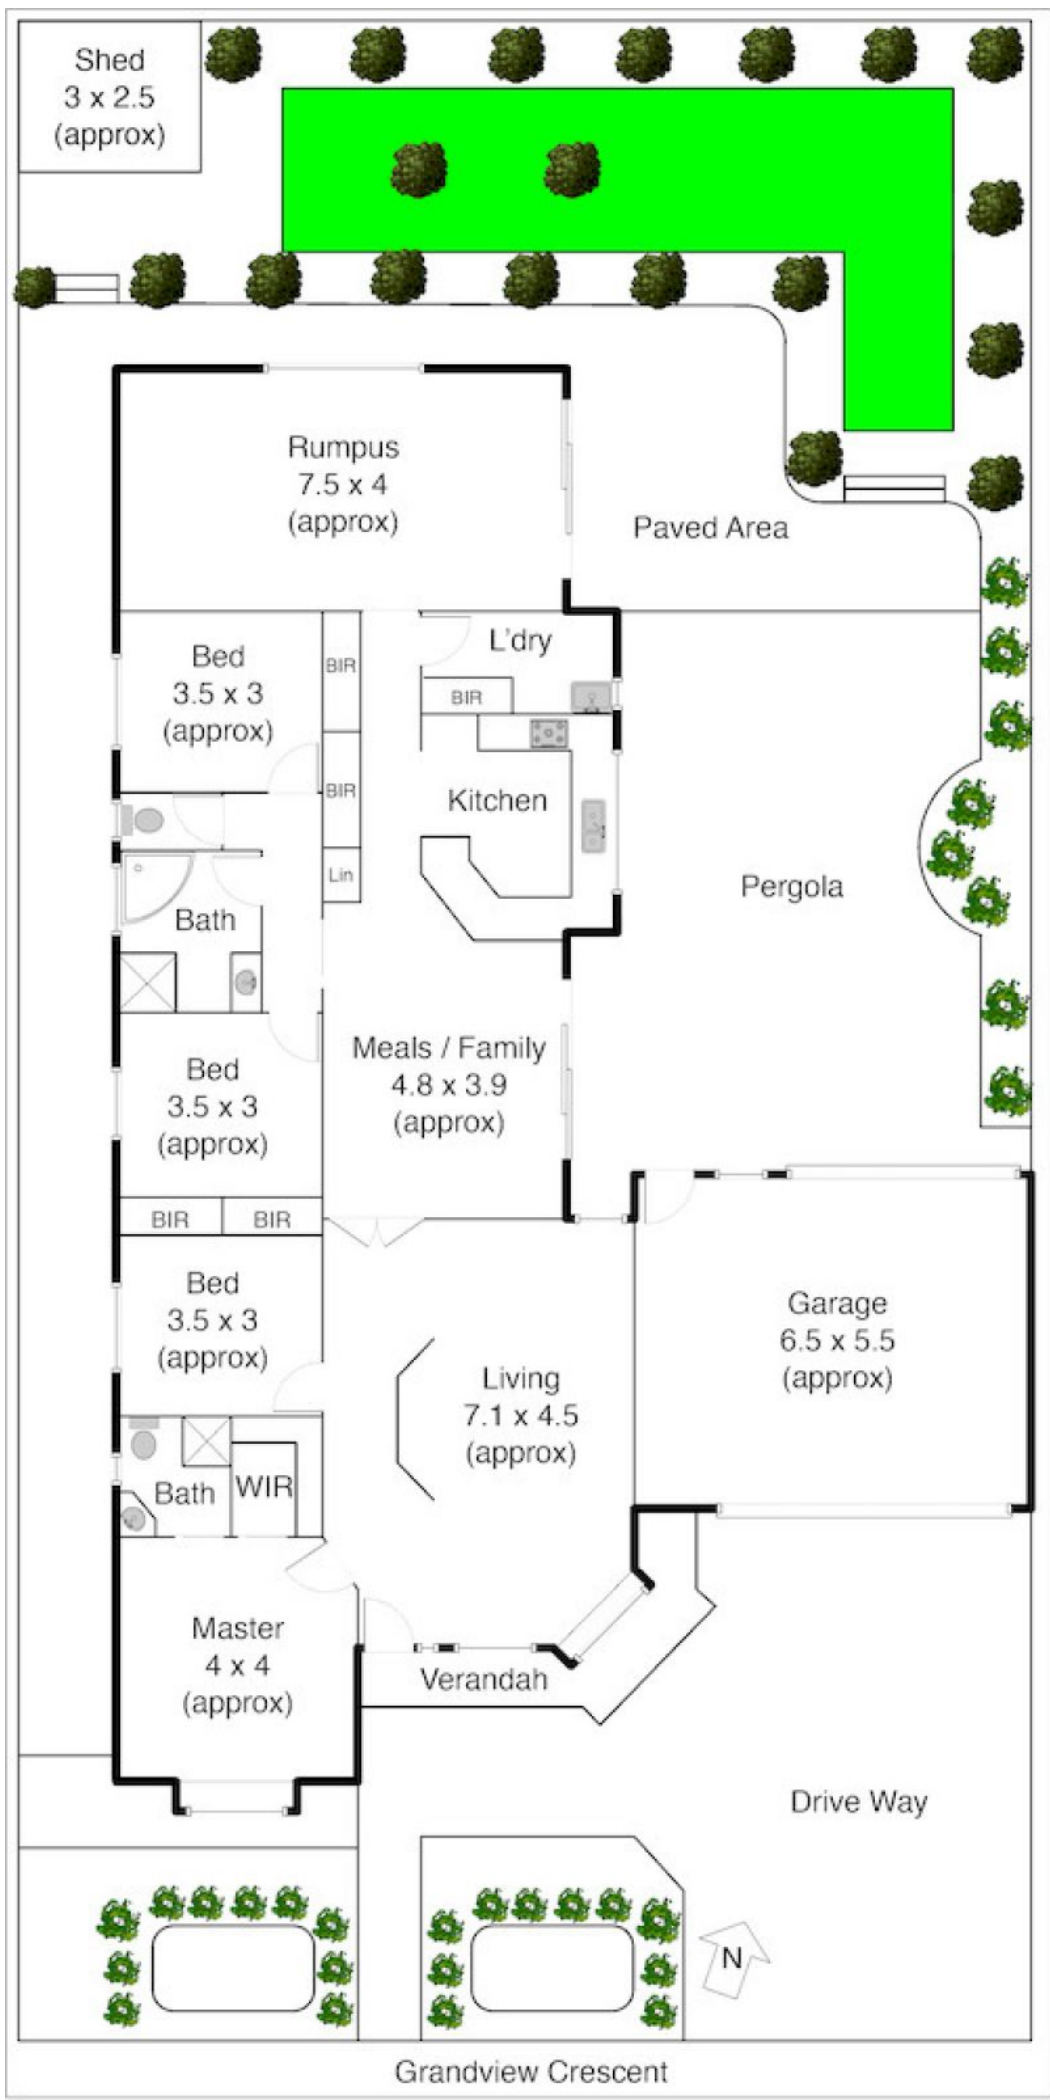 Shed
3 x 2.5
(approx)
Rumpus
7.5 x 4
(approx)
Paved Area
Bed
3.5 x 3
(approx)
BIR
L'dry
BIR
BIR
Kitchen
Lin
Bath
Pergola
Meals / Family
4.8 x 3.9
(approx)
Bed
3.5 x 3
(approx)
BIR
BIR
Bed
3.5 x 3
(approx)
Garage
6.5 x 5.5
(approx)
Living
7.1 x 4.5
(approx)
Bath
WIR
Master
4 x 4
(approx)
Verandah
Drive Way
N
Grandview Crescent